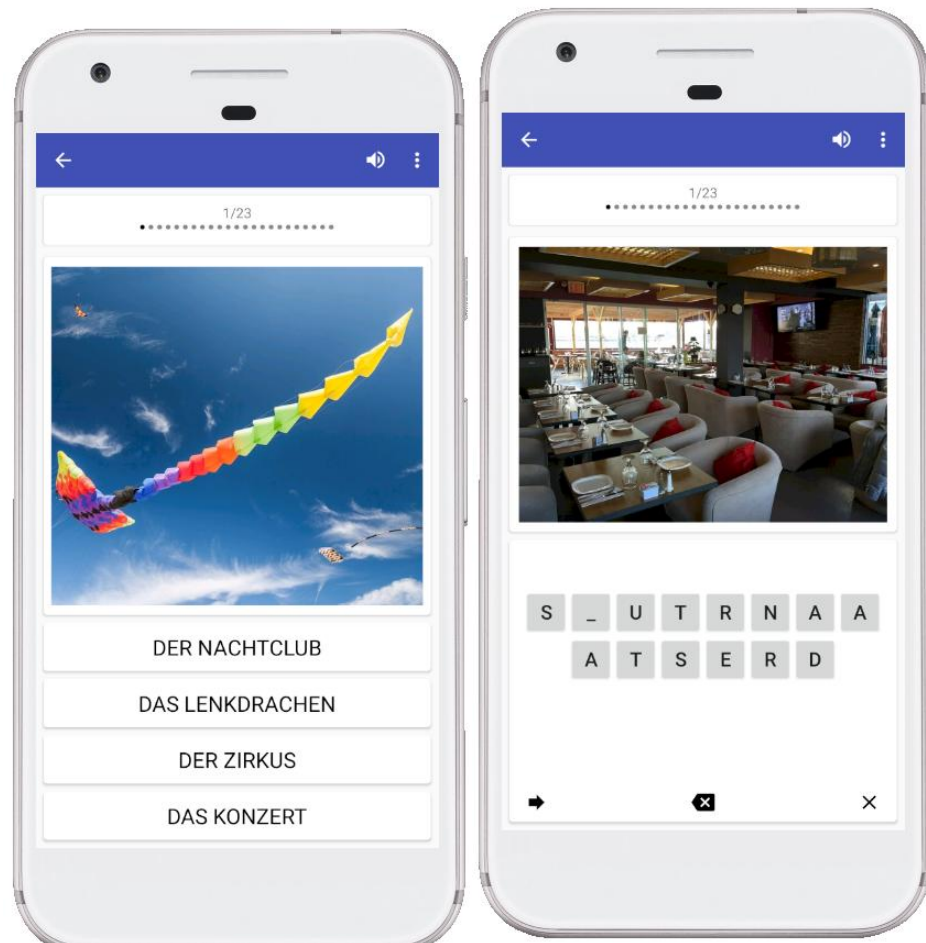 1/23
DER NACHTCLUB
DAS LENKDRACHEN
DER ZIRKUS
DAS KONZERT
1/23
S _ U T R N A A
A T S E R D